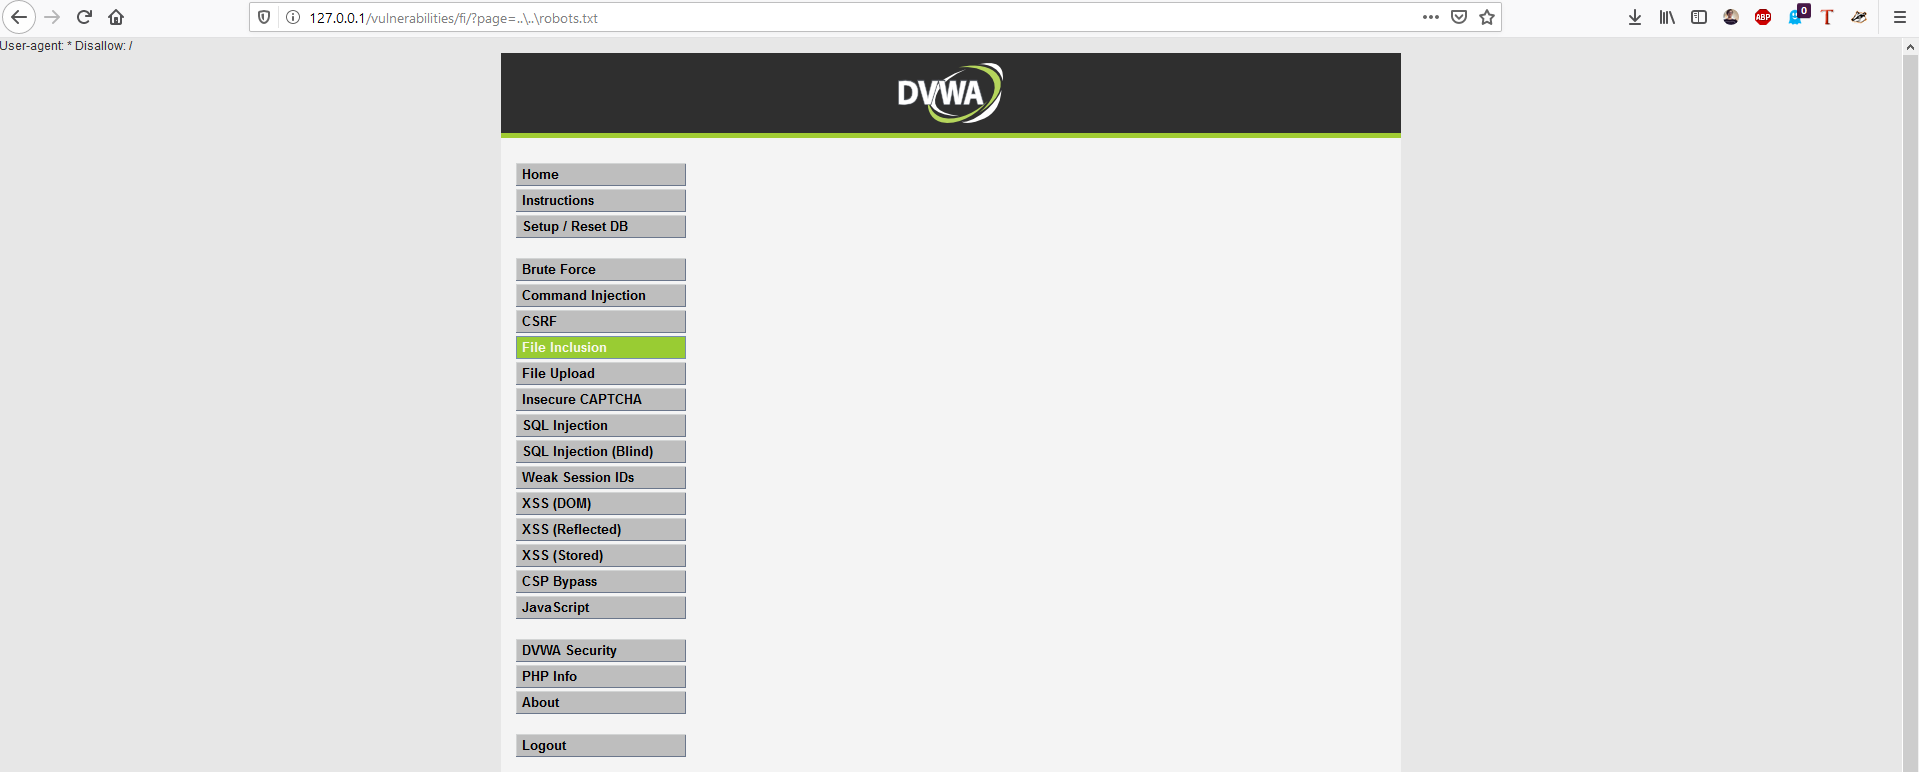 127.0.0.1/vulnerabilities/fi/?page=..\..\robots.txt
ABP
0
T
User-agent: * Disallow: /
DVWA
Home
Instructions
Setup / Reset DB
Brute Force
Command Injection
CSRF
File Inclusion
File Upload
Insecure CAPTCHA
SQL Injection
SQL Injection (Blind)
Weak Session IDs
XSS (DOM)
XSS (Reflected)
XSS (Stored)
CSP Bypass
JavaScript
DVWA Security
PHP Info
About
Logout